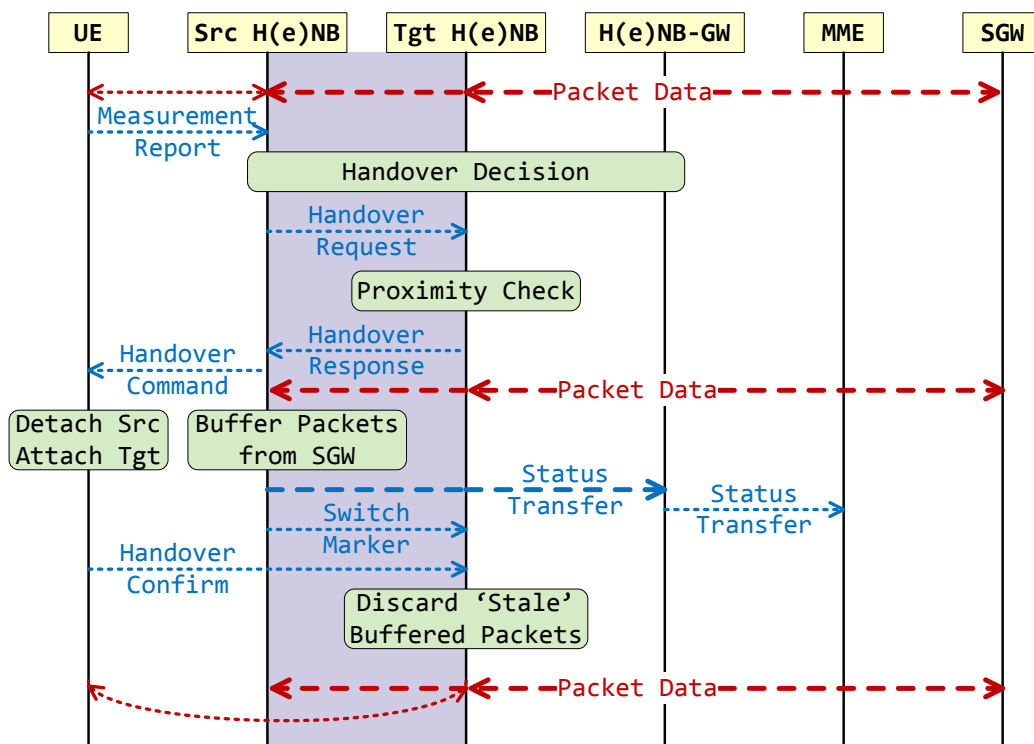 UE Src H(e)NB Tgt H(e)NB H(e)NB-GW MME SGW
Packet Data
Measurement
Report
Handover Decision
Handover
Request
Proximity Check
Handover
Response
Handover
Command
Packet Data
Detach Src
Attach Tgt
Buffer Packets
from SGW
Status
Transfer
Status
Transfer
Switch
Marker
Handover
Confirm
Discard ‘Stale’
Buffered Packets
Packet Data